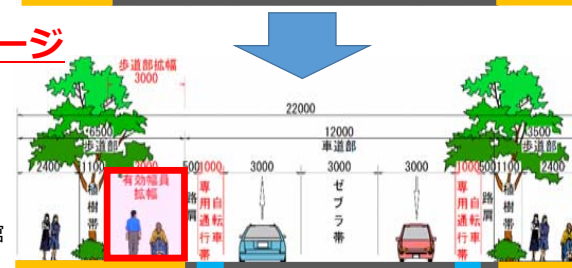 ージ
歩道部拡幅
3000
22000
6500
歩道部
12000
車道部
3500
歩道部
2400
1100
3000
500
1000
3000
3000
3000
1000
500
1100
2400
植樹帯
有効幅員
拡幅
路肩
専用通行帯
自転車
ゼブラ帯
専用通行帯
自転車
路肩
植樹帯